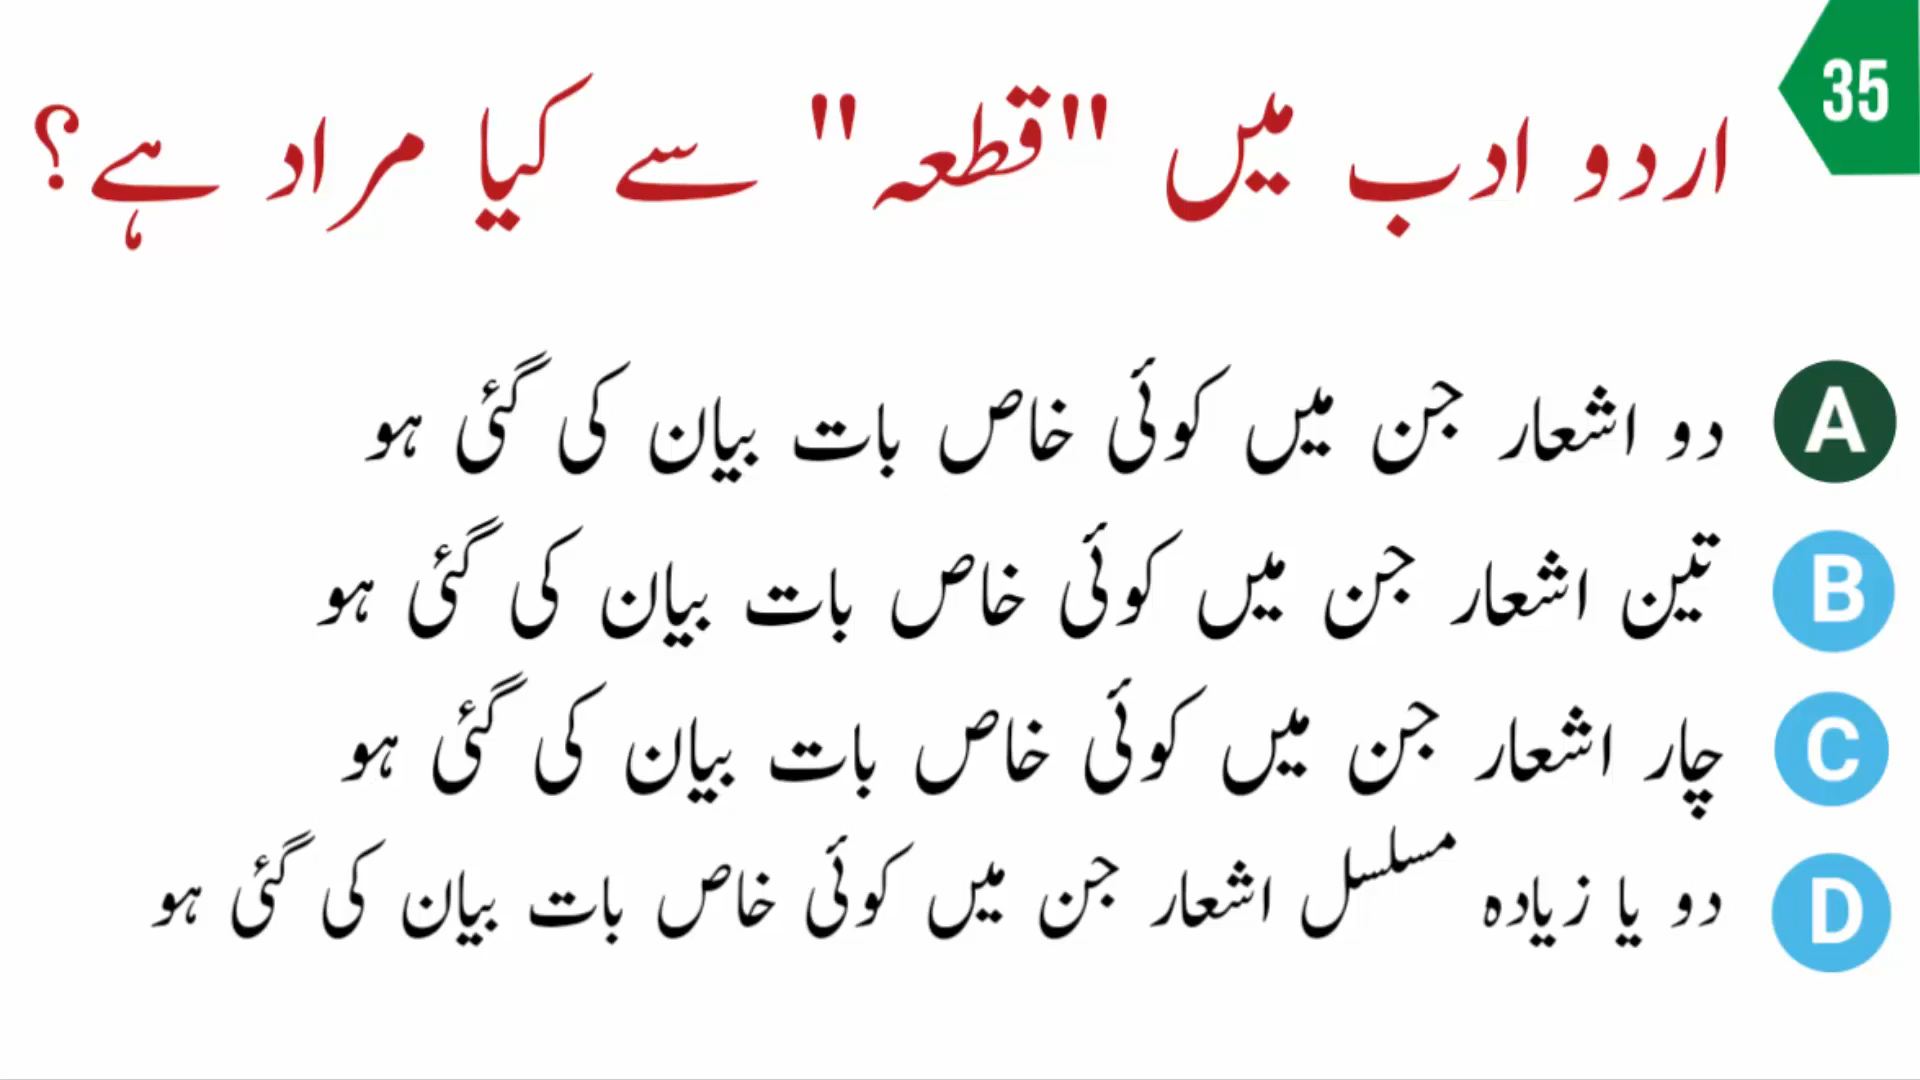 35
اردو ادب میں "قطعہ" سے کیا مراد ہے؟
A دو اشعار جن میں کوئی خاص بات بیان کی گئی ہو
B تین اشعار جن میں کوئی خاص بات بیان کی گئی ہو
C چار اشعار جن میں کوئی خاص بات بیان کی گئی ہو
D دو یا زیادہ مسلسل اشعار جن میں کوئی خاص بات بیان کی گئی ہو